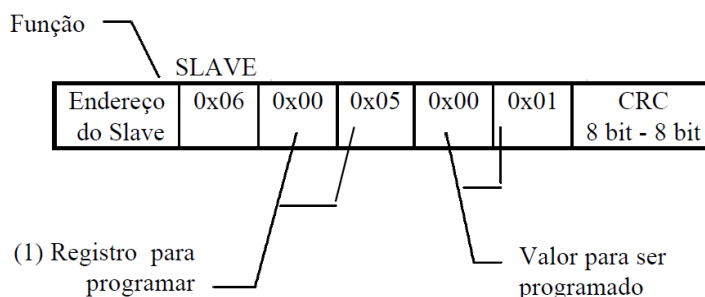 Função
SLAVE
Endereço do Slave 0x06 0x00 0x05 0x00 0x01 CRC 8 bit - 8 bit
(1) Registro para
programar
Valor para ser
programado